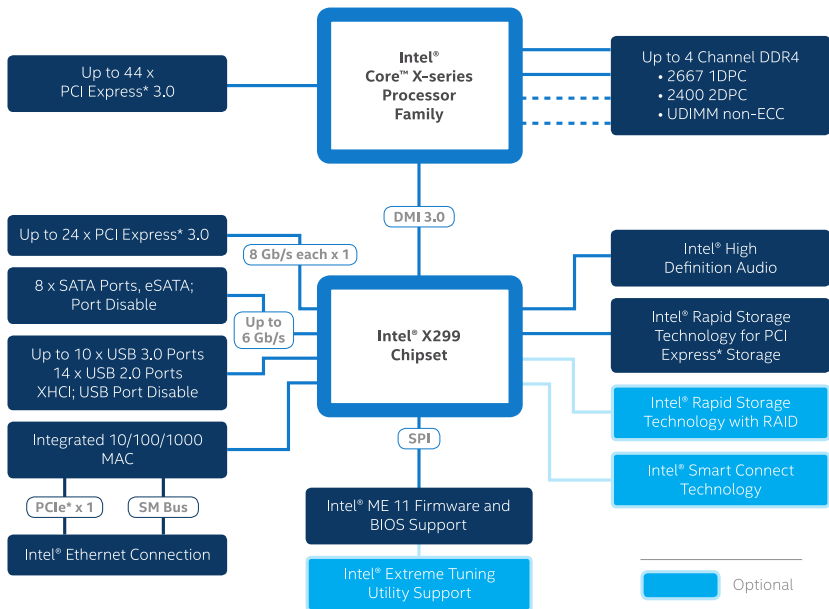 Intel®
Core™ X-series
Processor
Family
Up to 44 x
PCI Express* 3.0
Up to 4 Channel DDR4
• 2667 1DPC
• 2400 2DPC
• UDIMM non-ECC
DMI 3.0
Up to 24 x PCI Express* 3.0
8 Gb/s each x 1
8 x SATA Ports, eSATA;
Port Disable
Up to
6 Gb/s
Up to 10 x USB 3.0 Ports
14 x USB 2.0 Ports
XHCI; USB Port Disable
Integrated 10/100/1000
MAC
PCIe* x 1
SM Bus
Intel® Ethernet Connection
Intel® X299
Chipset
Intel® High
Definition Audio
Intel® Rapid Storage
Technology for PCI
Express* Storage
Intel® Rapid Storage
Technology with RAID
Intel® Smart Connect
Technology
SPI
Intel® ME 11 Firmware and
BIOS Support
Intel® Extreme Tuning
Utility Support
Optional